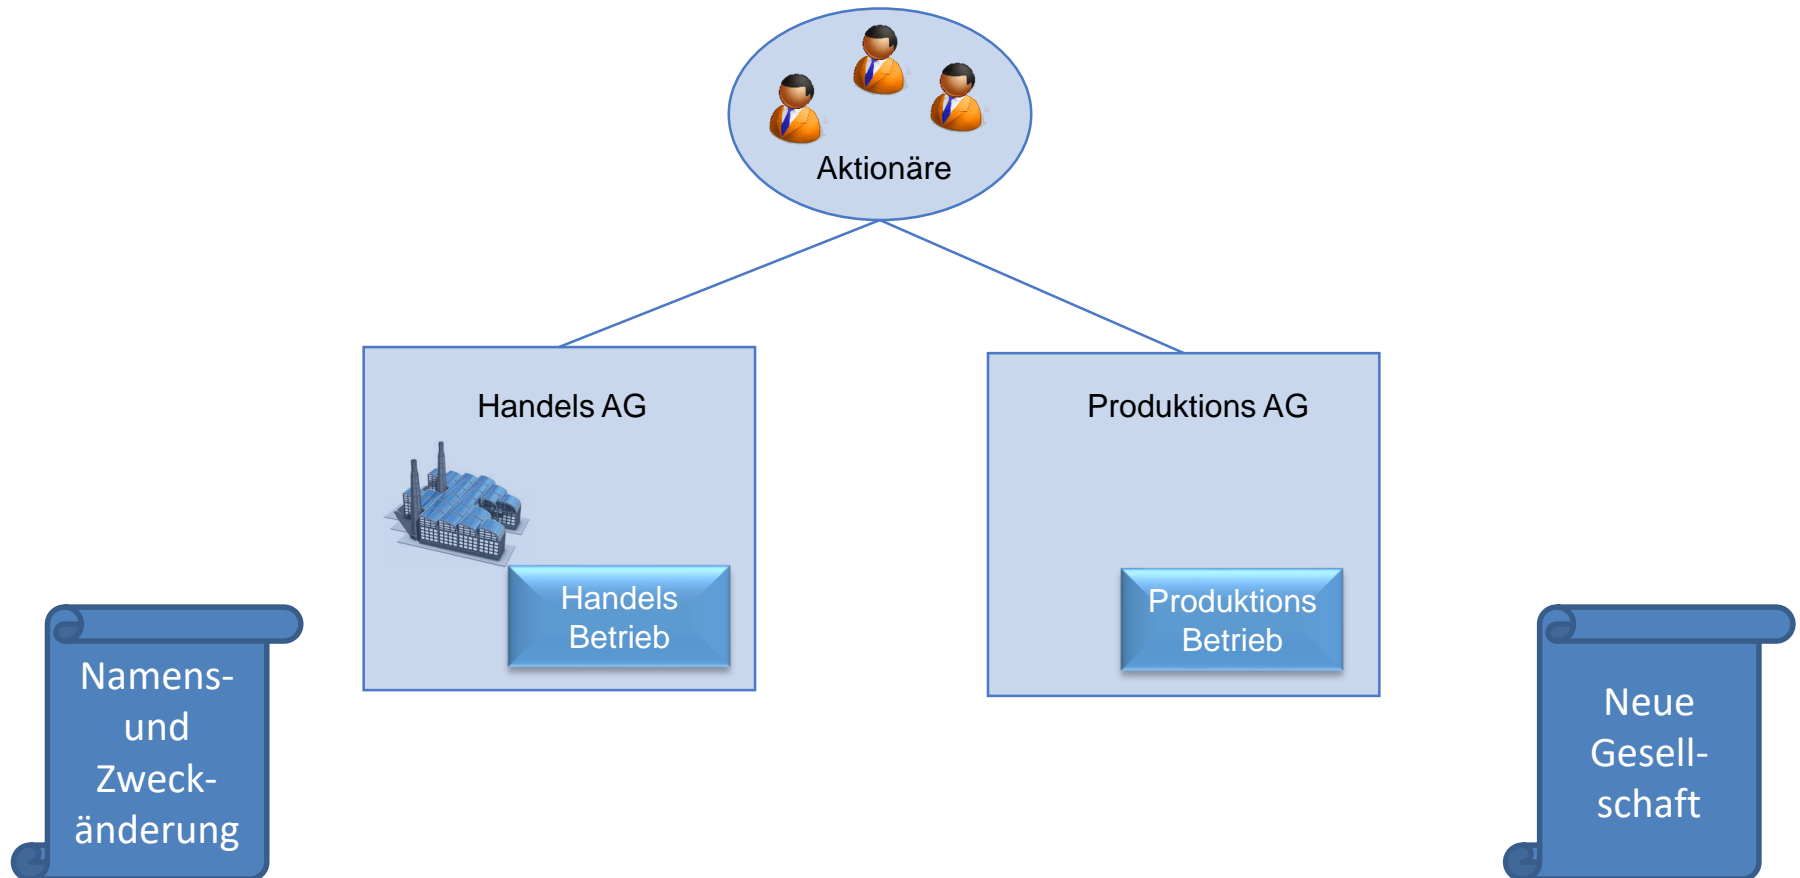 Aktionäre
Handels AG
Produktions AG
Handels
Betrieb
Produktions
Betrieb
Namens-
und
Zweck-
änderung
Neue
Gesell-
schaft